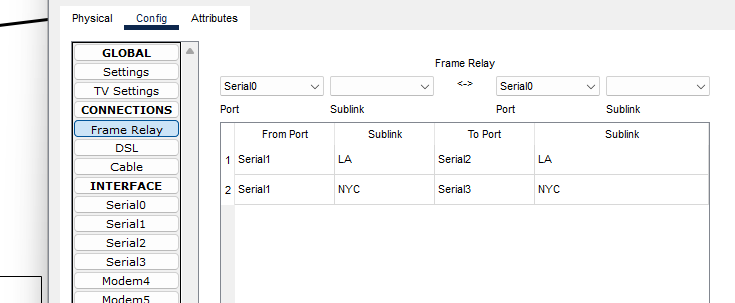 Physical Config Attributes
GLOBAL
Settings
TV Settings
CONNECTIONS
Frame Relay
DSL
Cable
INTERFACE
Serial0
Serial1
Serial2
Serial3
Modem4
Modem5
Frame Relay
Serial0 <-> Serial0
Port Sublink Port Sublink
From Port Sublink To Port Sublink
1 Serial1 LA Serial2 LA
2 Serial1 NYC Serial3 NYC